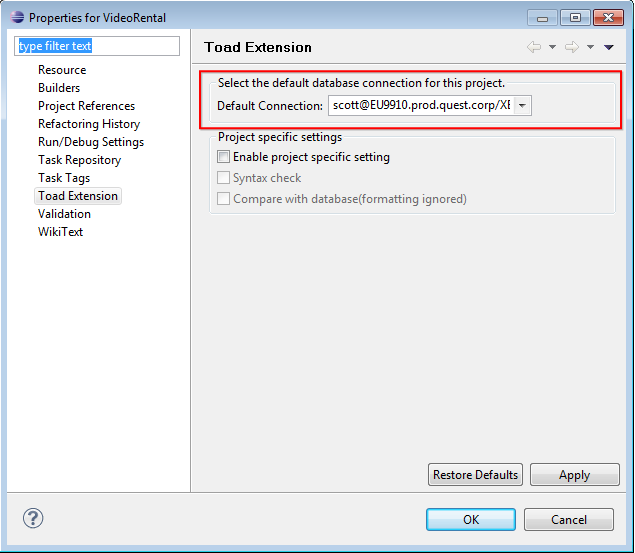 Properties for VideoRental
type filter text
Resource
Builders
Project References
Refactoring History
Run/Debug Settings
Task Repository
Task Tags
Toad Extension
Validation
WikiText
Toad Extension
Select the default database connection for this project.
Default Connection: scott@EU9910.prod.quest.corp/XE
Project specific settings
Enable project specific setting
Syntax check
Compare with database(formatting ignored)
Restore Defaults Apply
? OK Cancel